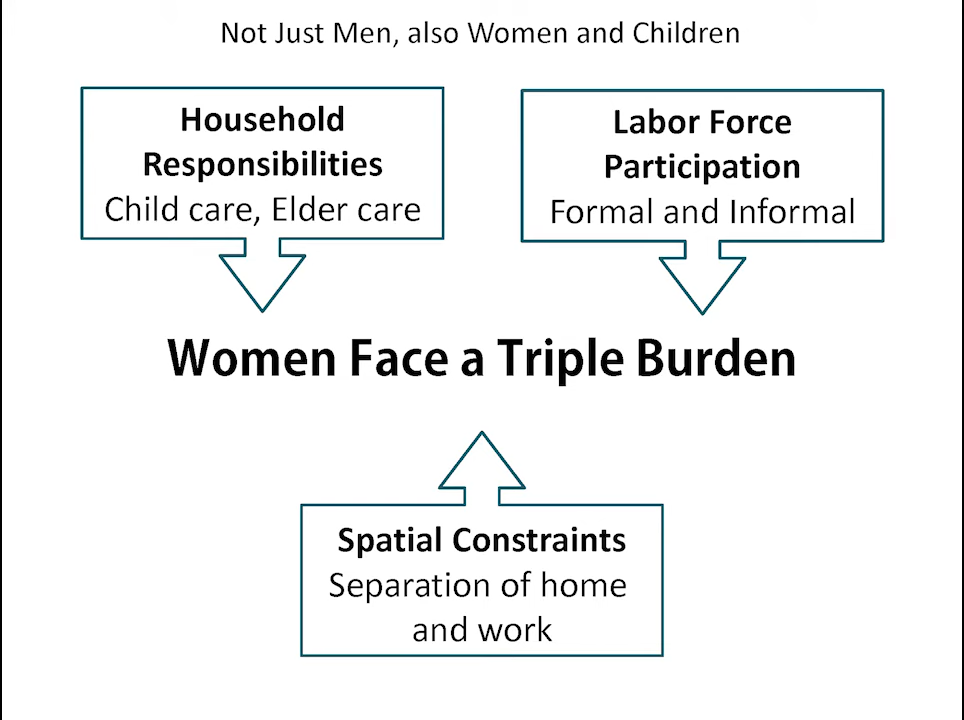 Not Just Men, also Women and Children
Household
Responsibilities
Child care, Elder care
Labor Force
Participation
Formal and Informal
Women Face a Triple Burden
Spatial Constraints
Separation of home
and work